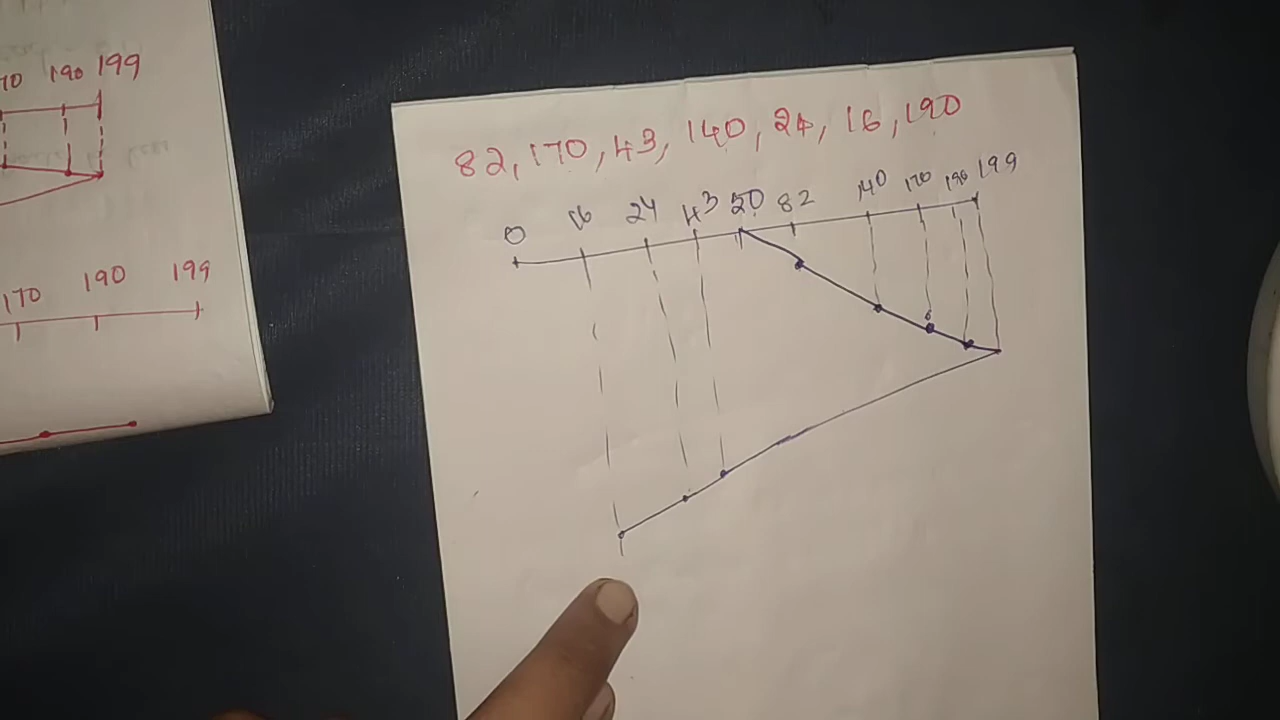 190 199
170 190 199
82, 170, 43, 140, 24, 16, 190
0 16 24 43 50 82 140 170 190 199